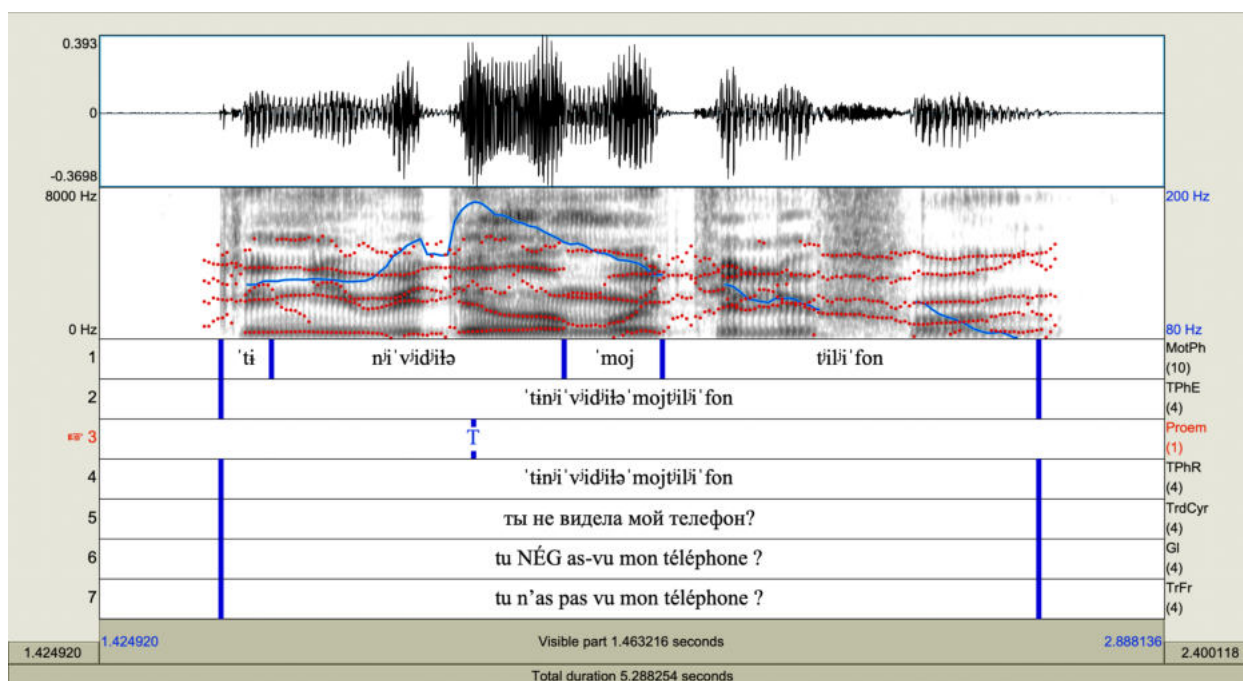 0.393
0
-0.3698
8000 Hz 200 Hz
0 Hz 80 Hz
1 ˈtɨ nʲiˈvʲidʲiɫə ˈmoj tʲilʲiˈfon MotPh (10)
2 ˈtɨnʲiˈvʲidʲiɫəˈmojtʲilʲiˈfon TPhE (4)
☞ 3 T Proem (1)
4 ˈtɨnʲiˈvʲidʲiɫəˈmojtʲilʲiˈfon TPhR (4)
5 ты не видела мой телефон? TrdCyr (4)
6 tu NÉG as-vu mon téléphone ? Gl (4)
7 tu n’as pas vu mon téléphone ? TrFr (4)
1.424920 Visible part 1.463216 seconds 2.888136
1.424920 2.400118
Total duration 5.288254 seconds